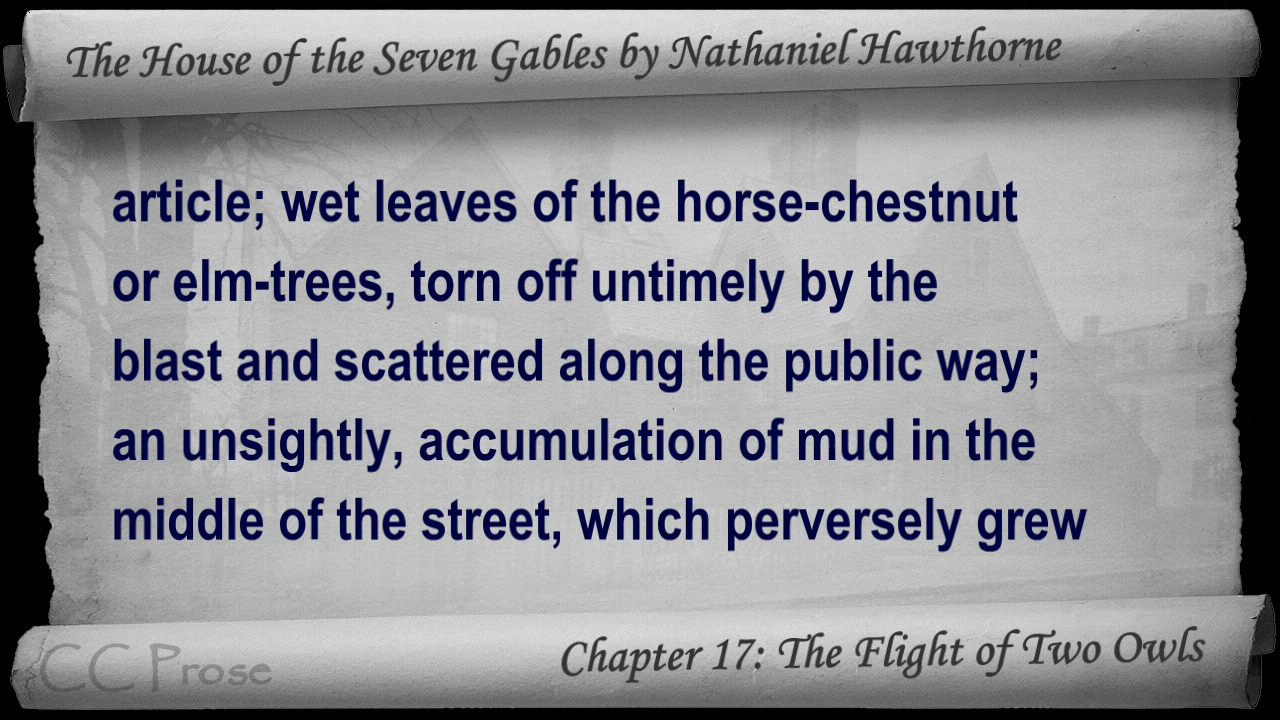 The House of the Seven Gables by Nathaniel Hawthorne
article; wet leaves of the horse-chestnut
or elm-trees, torn off untimely by the
blast and scattered along the public way;
an unsightly, accumulation of mud in the
middle of the street, which perversely grew
CC Prose
Chapter 17: The Flight of Two Owls